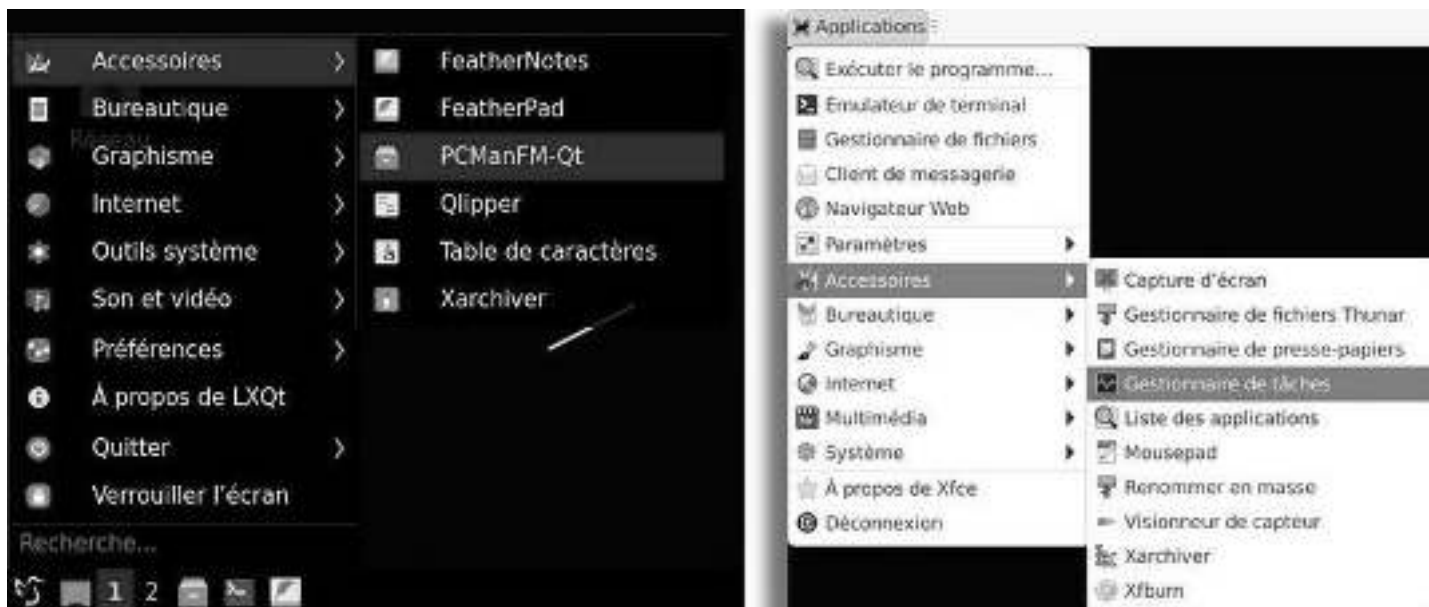 Accessoires
Bureautique
Réseau
Graphisme
Internet
Outils système
Son et vidéo
Préférences
À propos de LXQt
Quitter
Verrouiller l'écran
Recherche...
1 2
FeatherNotes
FeatherPad
PCManFM-Qt
Qlipper
Table de caractères
Xarchiver
Applications
Exécuter le programme...
Émulateur de terminal
Gestionnaire de fichiers
Client de messagerie
Navigateur Web
Paramètres
Accessoires
Bureautique
Graphisme
Internet
Multimédia
Système
À propos de Xfce
Déconnexion
Capture d'écran
Gestionnaire de fichiers Thunar
Gestionnaire de presse-papiers
Gestionnaire de tâches
Liste des applications
Mousepad
Renommer en masse
Visionneur de capteur
Xarchiver
Xfburn